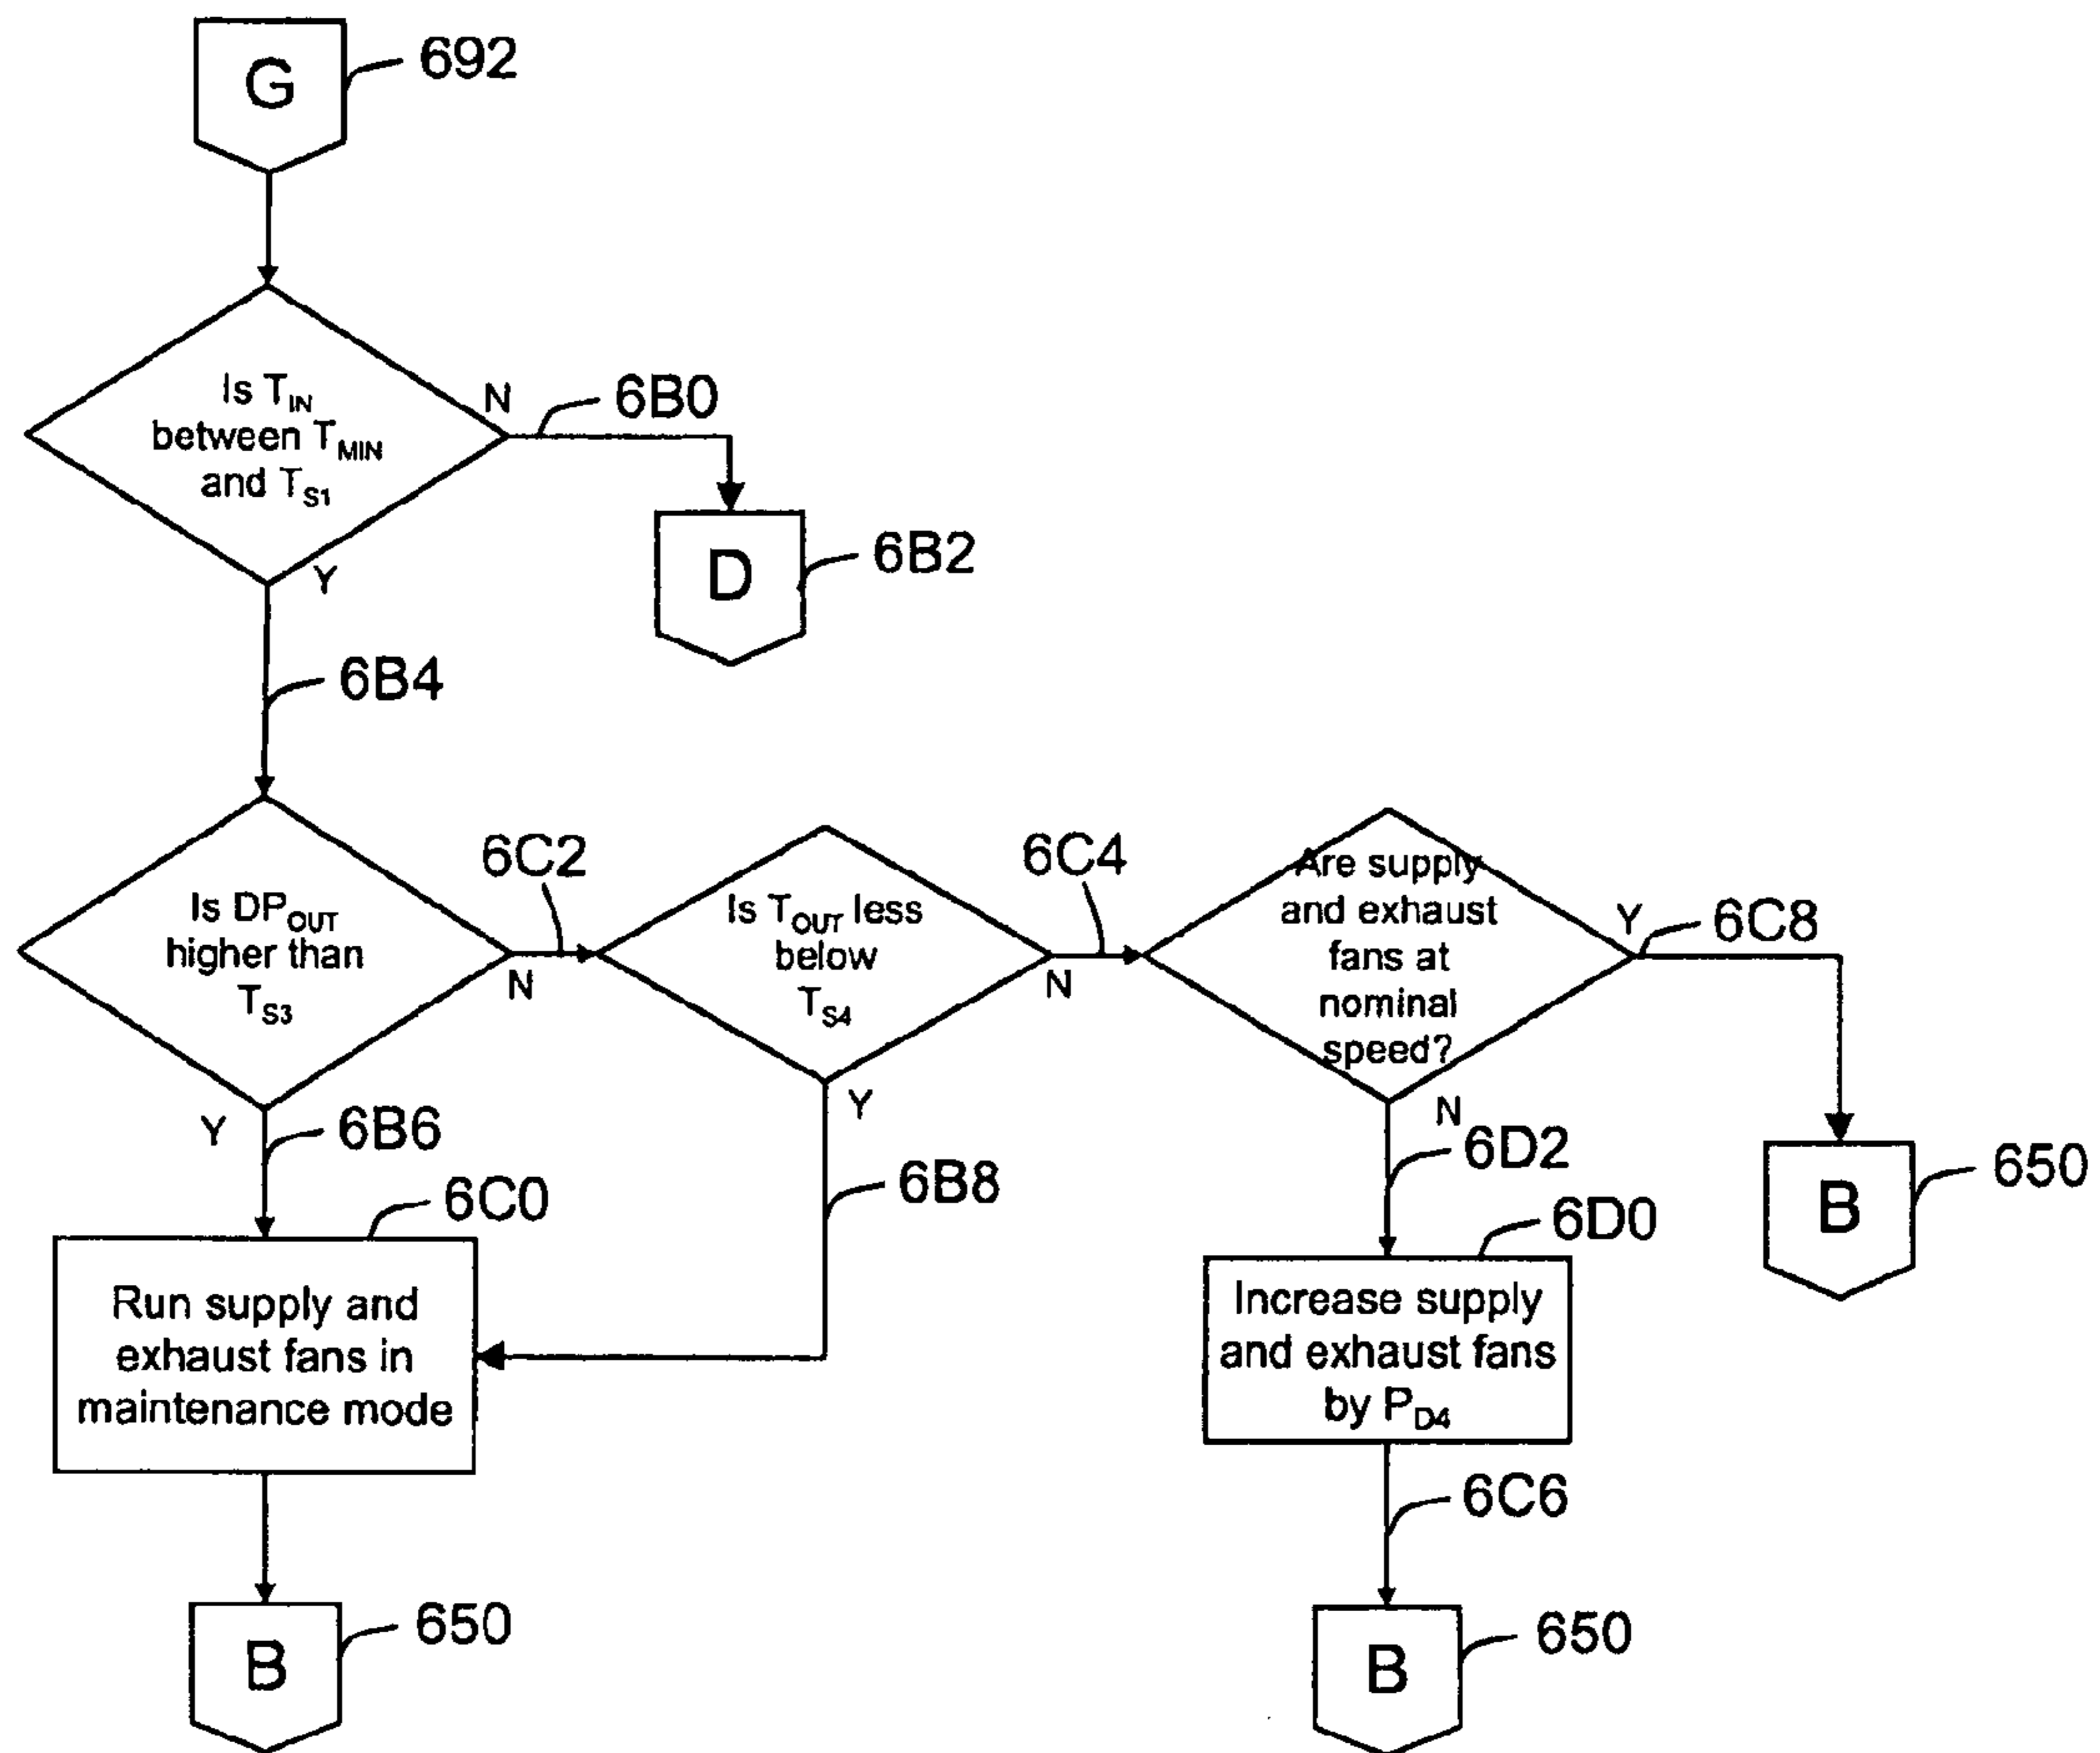 G
692
Is T_IN
between T_MIN
and T_S1
N
6B0
Y
D
6B2
6B4
Is DP_OUT
higher than
T_S3
N
6C2
Y
6B6
Is T_OUT less
below
T_S4
N
6C4
Y
6B8
Are supply
and exhaust
fans at
nominal
speed?
Y
6C8
N
6D2
B
650
6C0
Run supply and
exhaust fans in
maintenance mode
6D0
Increase supply
and exhaust fans
by P_D4
6C6
B
650
B
650